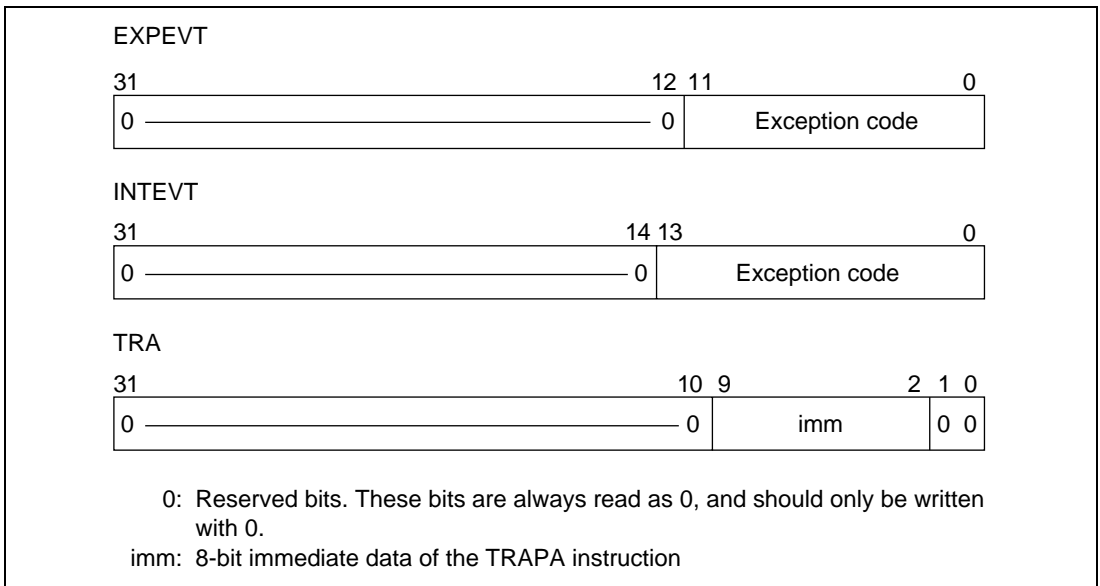 EXPEVT
31 12 11 0
0 0 Exception code
INTEVT
31 14 13 0
0 0 Exception code
TRA
31 10 9 2 1 0
0 0 imm 0 0
0: Reserved bits. These bits are always read as 0, and should only be written
with 0.
imm: 8-bit immediate data of the TRAPA instruction